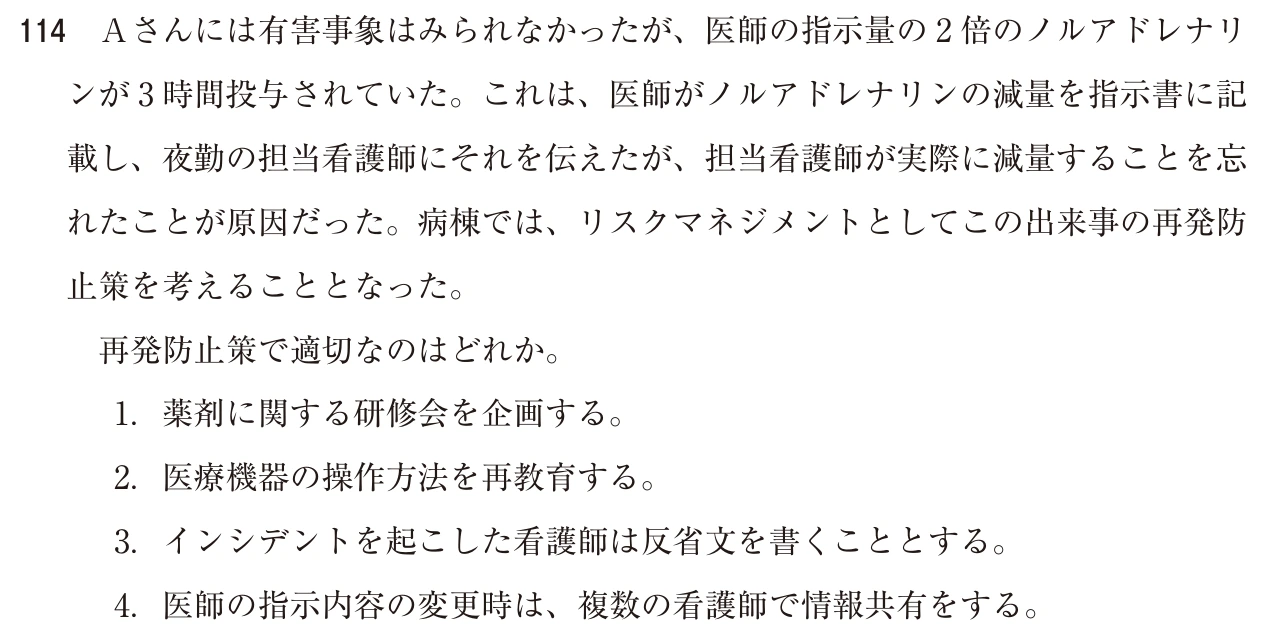 114 Aさんには有害事象はみられなかったが、医師の指示量の2倍のノルアドレナリ
ンが3時間投与されていた。これは、医師がノルアドレナリンの減量を指示書に記
載し、夜勤の担当看護師にそれを伝えたが、担当看護師が実際に減量することを忘
れたことが原因だった。病棟では、リスクマネジメントとしてこの出来事の再発防
止策を考えることとなった。
再発防止策で適切なのはどれか。
1. 薬剤に関する研修会を企画する。
2. 医療機器の操作方法を再教育する。
3. インシデントを起こした看護師は反省文を書くこととする。
4. 医師の指示内容の変更時は、複数の看護師で情報共有をする。